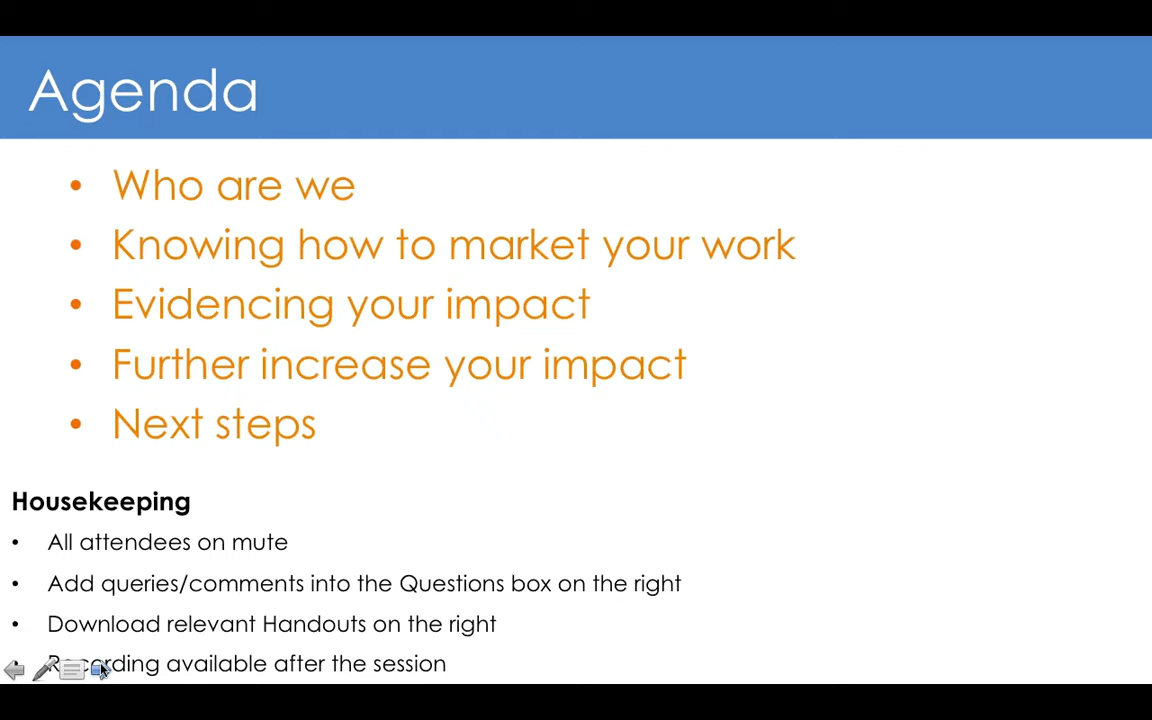 Agenda
• Who are we
• Knowing how to market your work
• Evidencing your impact
• Further increase your impact
• Next steps
Housekeeping
• All attendees on mute
• Add queries/comments into the Questions box on the right
• Download relevant Handouts on the right
• Recording available after the session